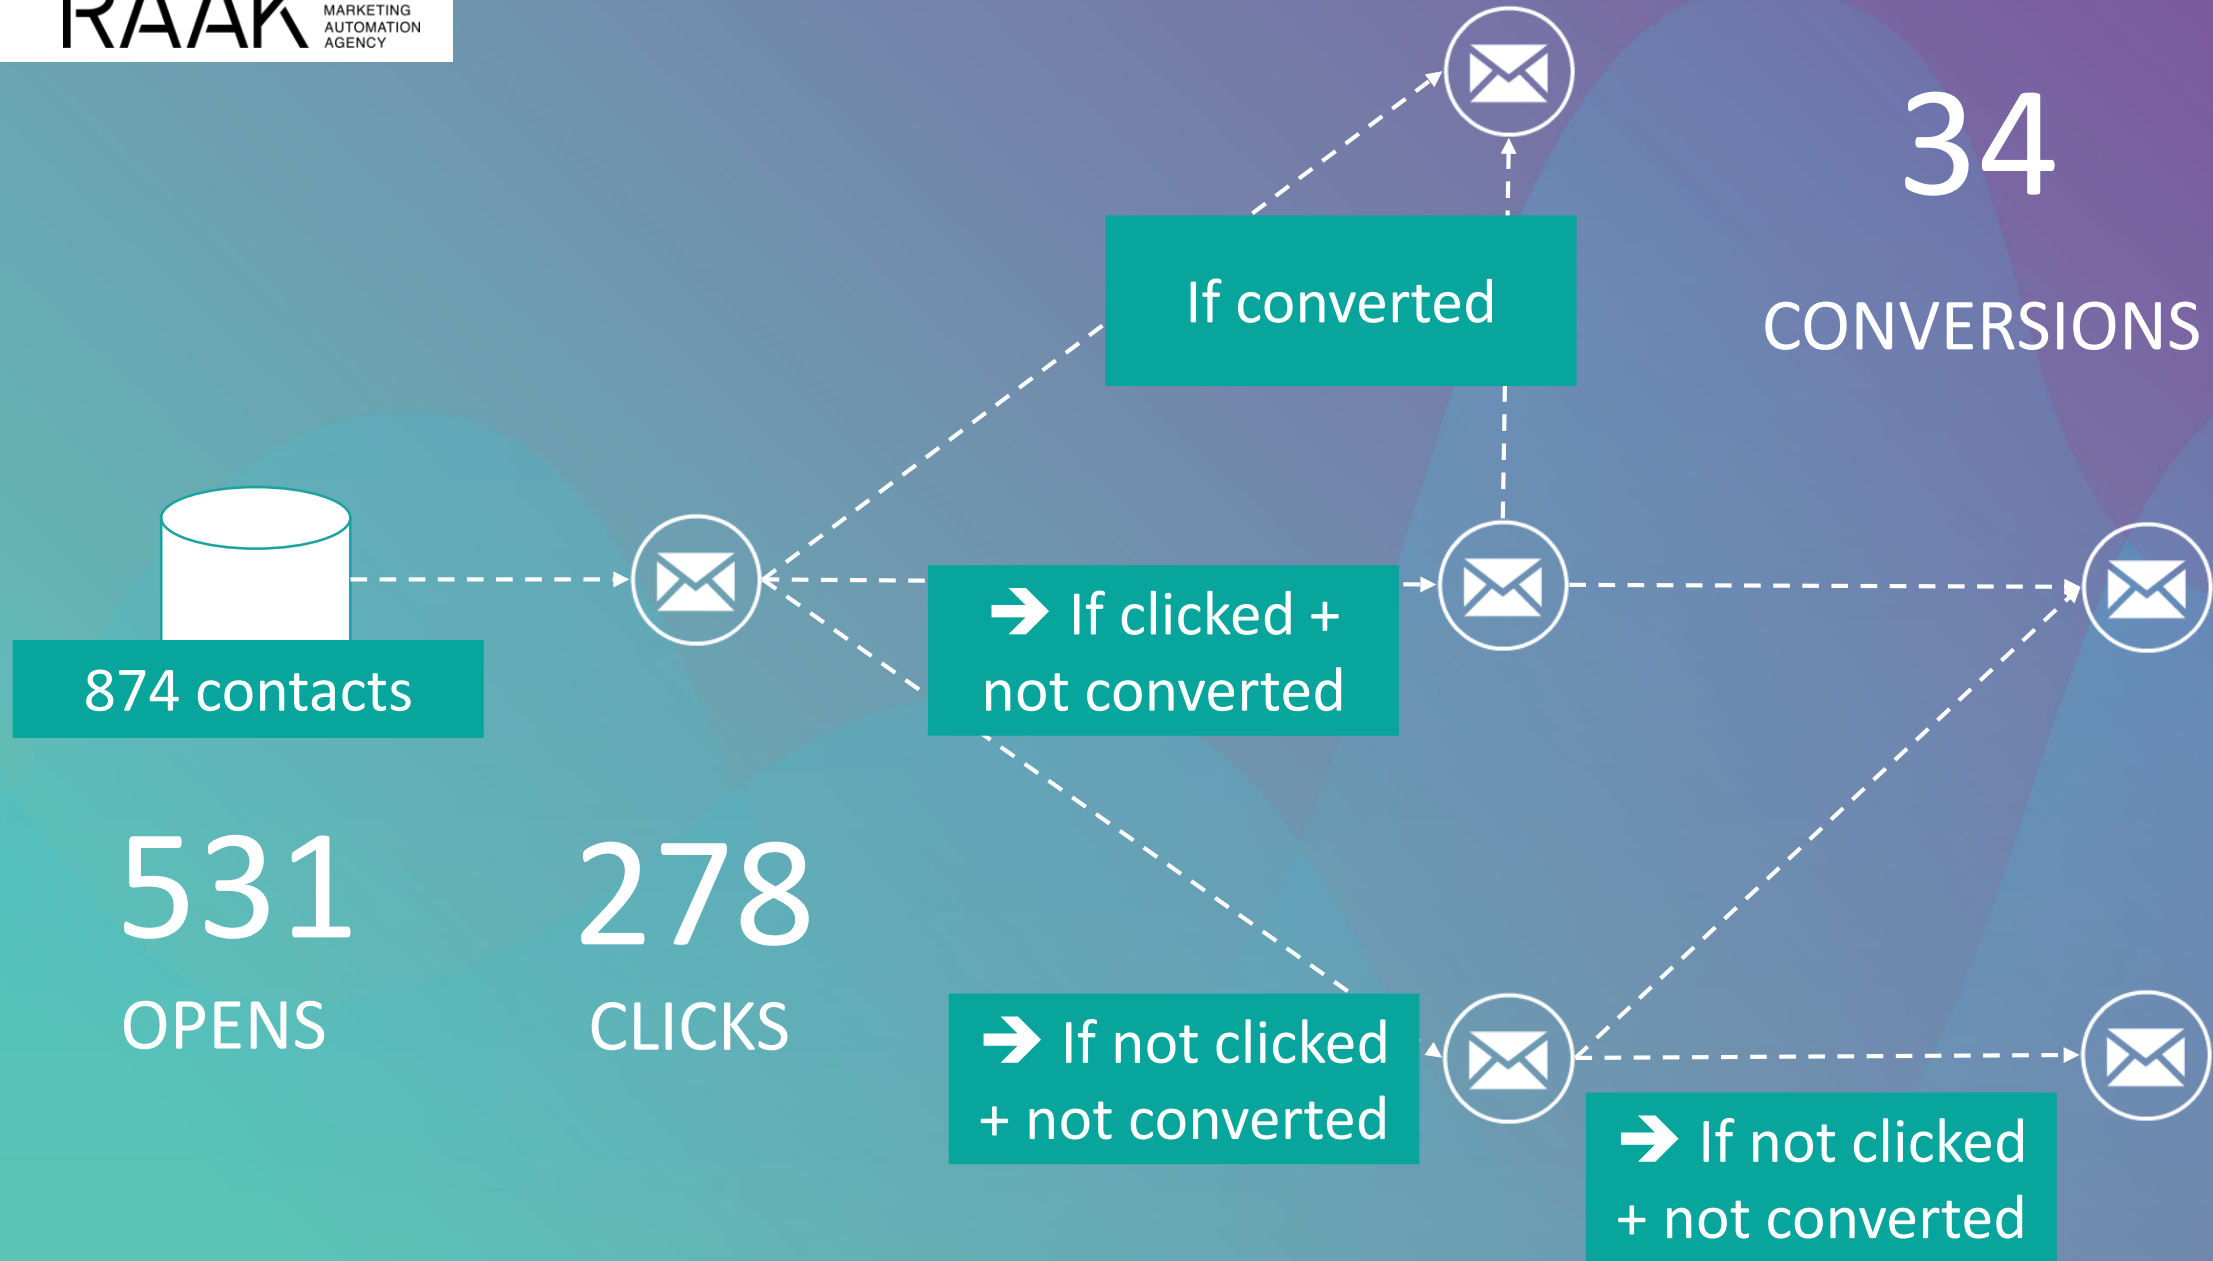 RAAK
MARKETING
AUTOMATION
AGENCY
34
CONVERSIONS
If converted
➔ If clicked +
not converted
874 contacts
531
OPENS
278
CLICKS
➔ If not clicked
+ not converted
➔ If not clicked
+ not converted